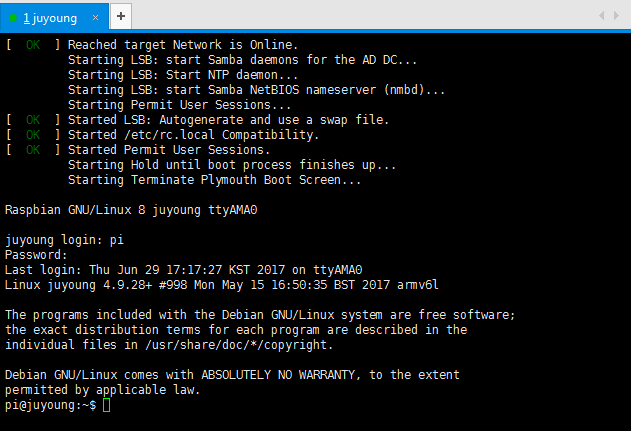 1 juyoung × +
[  OK  ] Reached target Network is Online.
         Starting LSB: start Samba daemons for the AD DC...
         Starting LSB: Start NTP daemon...
         Starting LSB: start Samba NetBIOS nameserver (nmbd)...
         Starting Permit User Sessions...
[  OK  ] Started LSB: Autogenerate and use a swap file.
[  OK  ] Started /etc/rc.local Compatibility.
[  OK  ] Started Permit User Sessions.
         Starting Hold until boot process finishes up...
         Starting Terminate Plymouth Boot Screen...
Raspbian GNU/Linux 8 juyoung ttyAMA0
juyoung login: pi
Password:
Last login: Thu Jun 29 17:17:27 KST 2017 on ttyAMA0
Linux juyoung 4.9.28+ #998 Mon May 15 16:50:35 BST 2017 armv6l
The programs included with the Debian GNU/Linux system are free software;
the exact distribution terms for each program are described in the
individual files in /usr/share/doc/*/copyright.
Debian GNU/Linux comes with ABSOLUTELY NO WARRANTY, to the extent
permitted by applicable law.
pi@juyoung:~$